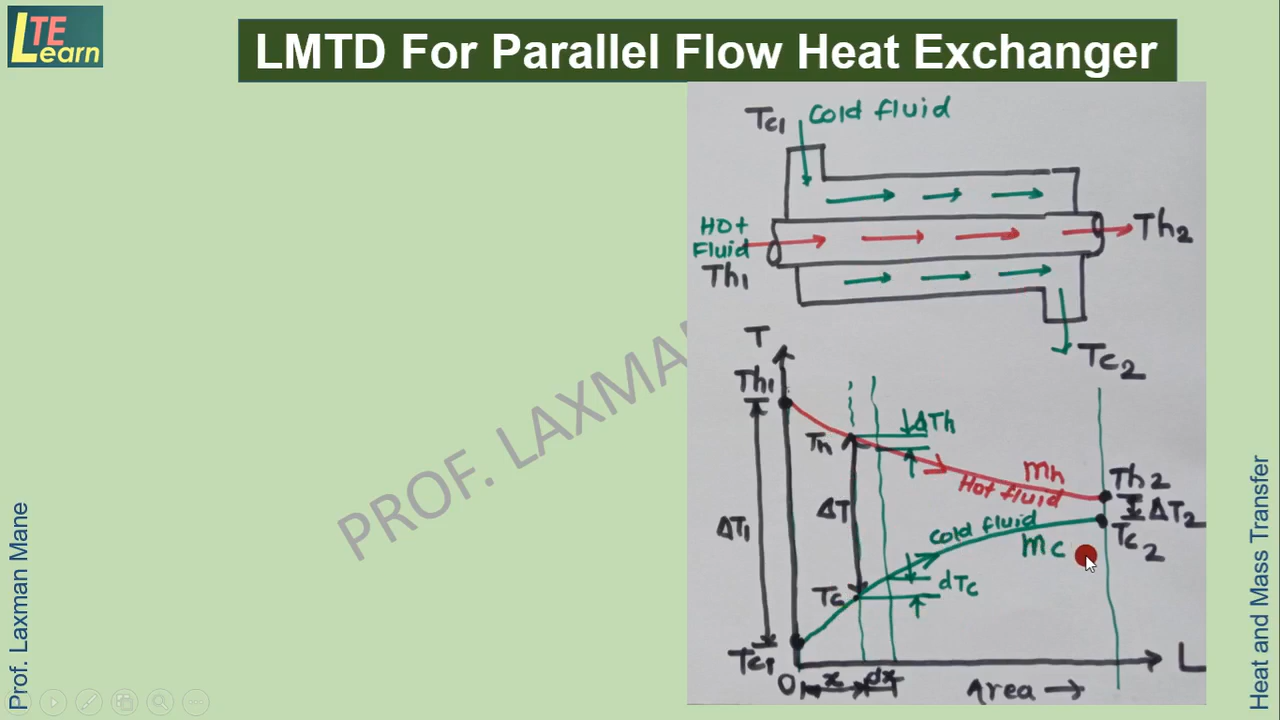 LTE
Learn
LMTD For Parallel Flow Heat Exchanger
Tc1 Cold fluid
Hot
Fluid
Th1
Th2
Tc2
T
Th1
ΔTh
Th
mh
Hot fluid
Th2
ΔT1
ΔT
ΔT2
Cold fluid
mc
Tc2
Tc
dTc
Tc1
L
0
x
dx
Area →
PROF. LAXMA
Prof. Laxman Mane
Heat and Mass Transfer